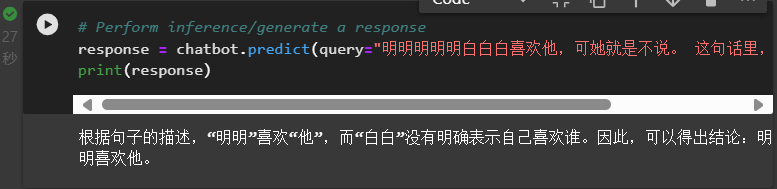 Code
27
秒
# Perform inference/generate a response
response = chatbot.predict(query="明明明明明白白白喜欢他，可她就是不说。 这句话里，
print(response)
根据句子的描述，“明明”喜欢“他”，而“白白”没有明确表示自己喜欢谁。因此，可以得出结论：明
明喜欢他。